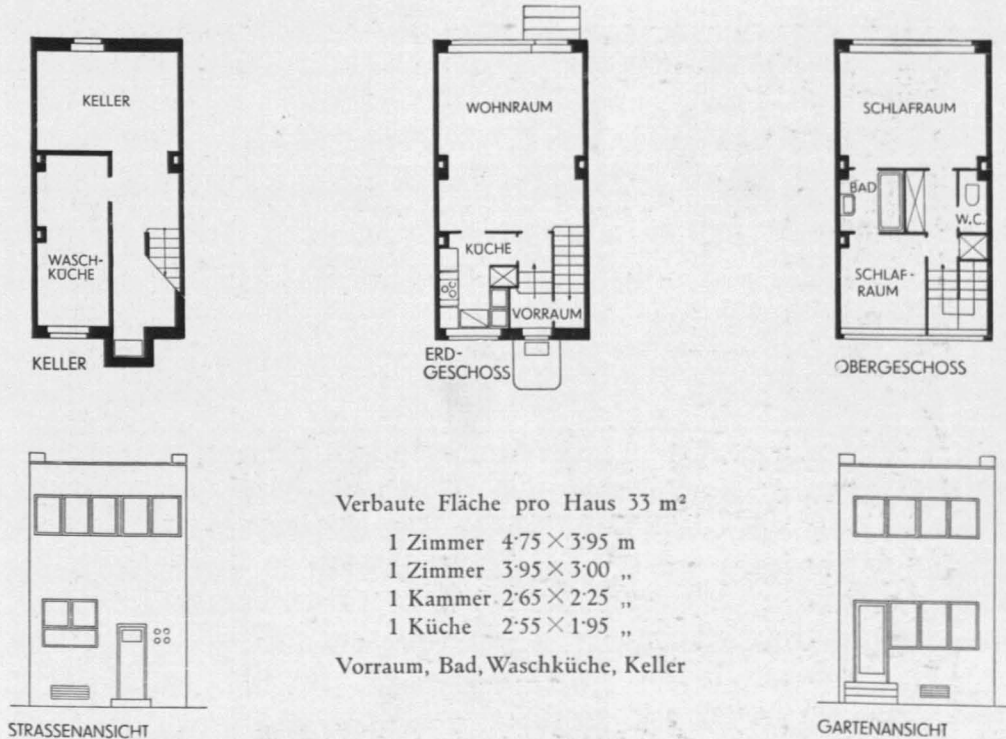 KELLER
WASCH-
KÜCHE
KELLER
WOHNRAUM
KÜCHE
VORRAUM
ERD-
GESCHOSS
SCHLAFRAUM
BAD
W.C.
SCHLAF-
RAUM
OBERGESCHOSS
Verbaute Fläche pro Haus 33 m²
1 Zimmer 4·75 × 3·95 m
1 Zimmer 3·95 × 3·00 „
1 Kammer 2·65 × 2·25 „
1 Küche 2·55 × 1·95 „
Vorraum, Bad, Waschküche, Keller
STRASSENANSICHT
GARTENANSICHT